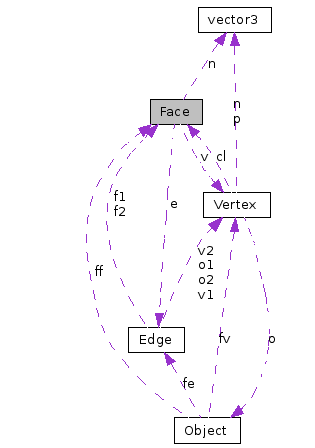 vector3
n
Face
n
p
v
cl
f1
f2
e
Vertex
v2
o1
o2
v1
ff
Edge
fv
o
fe
Object